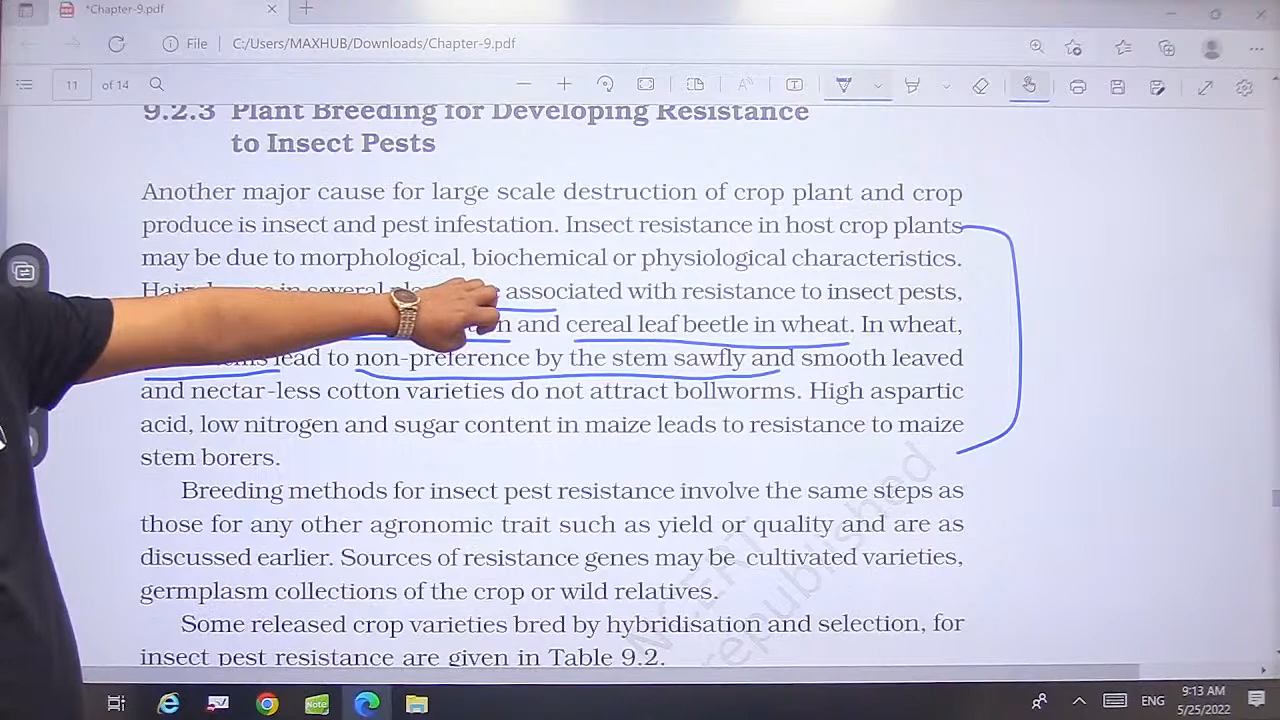 *Chapter-9.pdf
File C:/Users/MAXHUB/Downloads/Chapter-9.pdf
11 of 14
9.2.3 Plant Breeding for Developing Resistance
to Insect Pests
Another major cause for large scale destruction of crop plant and crop
produce is insect and pest infestation. Insect resistance in host crop plants
may be due to morphological, biochemical or physiological characteristics.
in several associated with resistance to insect pests,
and cereal leaf beetle in wheat. In wheat,
lead to non-preference by the stem sawfly and smooth leaved
and nectar-less cotton varieties do not attract bollworms. High aspartic
acid, low nitrogen and sugar content in maize leads to resistance to maize
stem borers.
Breeding methods for insect pest resistance involve the same steps as
those for any other agronomic trait such as yield or quality and are as
discussed earlier. Sources of resistance genes may be cultivated varieties,
germplasm collections of the crop or wild relatives.
Some released crop varieties bred by hybridisation and selection, for
insect pest resistance are given in Table 9.2.
republished
Note
ENG
9:13 AM
5/25/2022